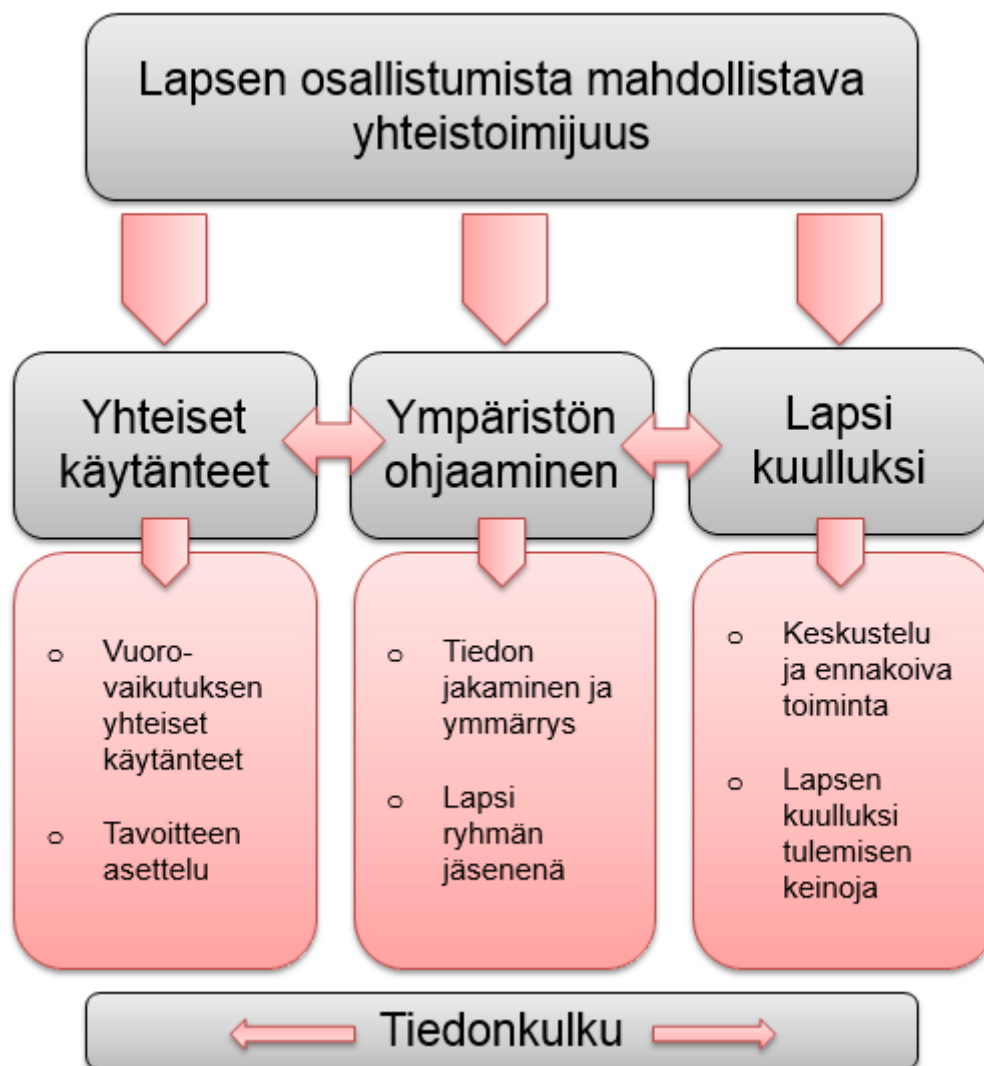 Lapsen osallistumista mahdollistava
yhteistoimijuus
Yhteiset
käytänteet
Ympäristön
ohjaaminen
Lapsi
kuulluksi
o Vuoro-
vaikutuksen
yhteiset
käytänteet
o Tavoitteen
asettelu
o Tiedon
jakaminen ja
ymmärrys
o Lapsi
ryhmän
jäsenenä
o Keskustelu
ja ennakoiva
toiminta
o Lapsen
kuulluksi
tulemisen
keinoja
Tiedonkulku